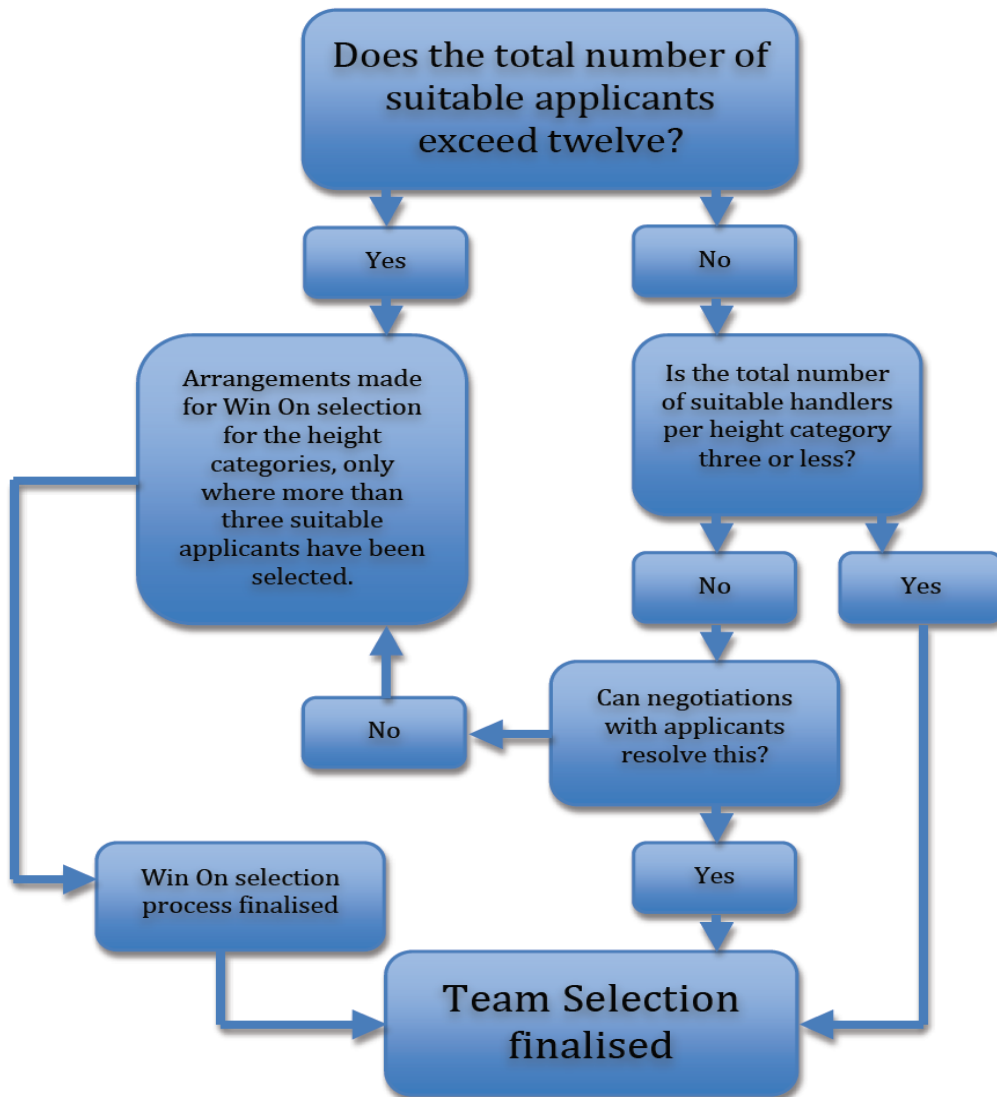 Does the total number of
suitable applicants
exceed twelve?
Yes
No
Arrangements made
for Win On selection
for the height
categories, only
where more than
three suitable
applicants have been
selected.
Is the total number
of suitable handlers
per height category
three or less?
No
Yes
No
Can negotiations
with applicants
resolve this?
Yes
Win On selection
process finalised
Team Selection
finalised